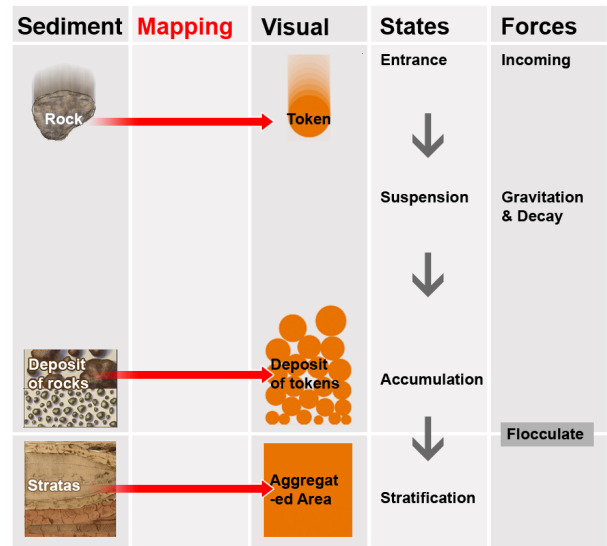 Sediment Mapping Visual States Forces
Entrance Incoming
Rock Token
Suspension Gravitation
& Decay
Deposit
of rocks
Deposit
of tokens
Accumulation
Flocculate
Stratas
Aggregat
-ed Area
Stratification